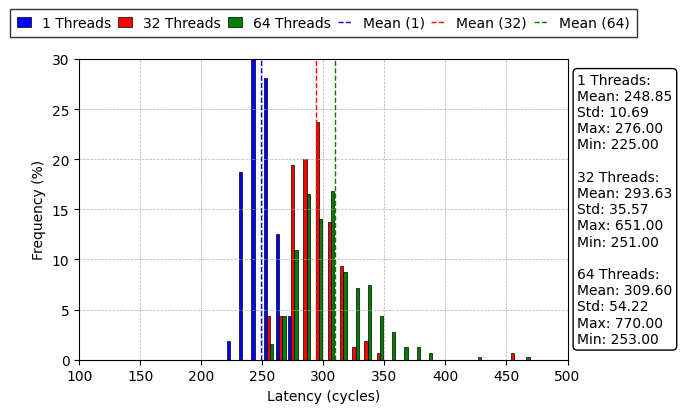 1 Threads 32 Threads 64 Threads Mean (1) Mean (32) Mean (64)
30
25
20
15
10
5
0
Frequency (%)
100 150 200 250 300 350 400 450 500
Latency (cycles)
1 Threads:
Mean: 248.85
Std: 10.69
Max: 276.00
Min: 225.00
32 Threads:
Mean: 293.63
Std: 35.57
Max: 651.00
Min: 251.00
64 Threads:
Mean: 309.60
Std: 54.22
Max: 770.00
Min: 253.00